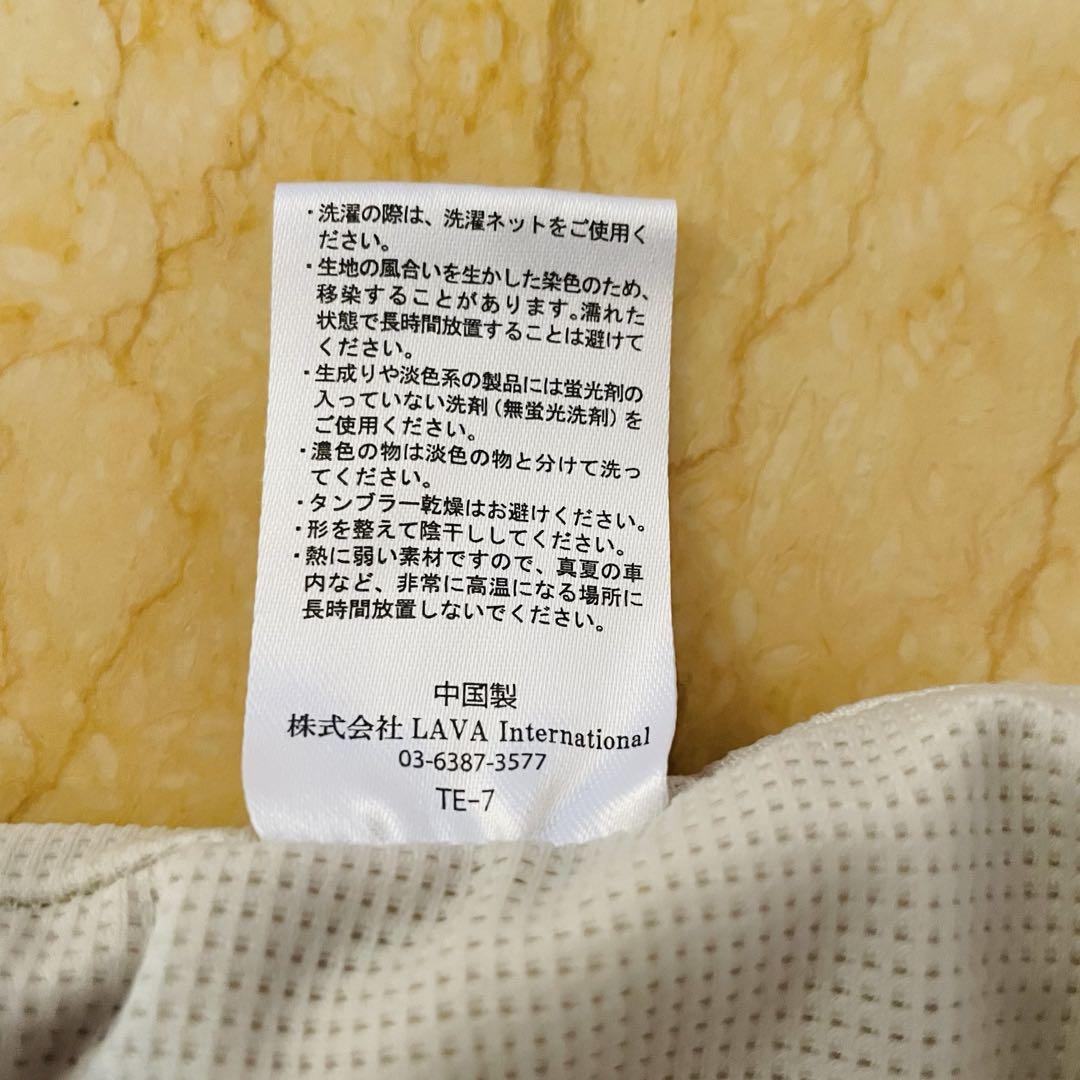 ・洗濯の際は、洗濯ネットをご使用く
ださい。
・生地の風合いを生かした染色のため、
移染することがあります。濡れた
状態で長時間放置することは避けて
ください。
・生成りや淡色系の製品には蛍光剤の
入っていない洗剤（無蛍光洗剤）を
ご使用ください。
・濃色の物は淡色の物と分けて洗っ
てください。
・タンブラー乾燥はお避けください。
・形を整えて陰干ししてください。
・熱に弱い素材ですので、真夏の車
内など、非常に高温になる場所に
長時間放置しないでください。
中国製
株式会社 LAVA International
03-6387-3577
TE-7